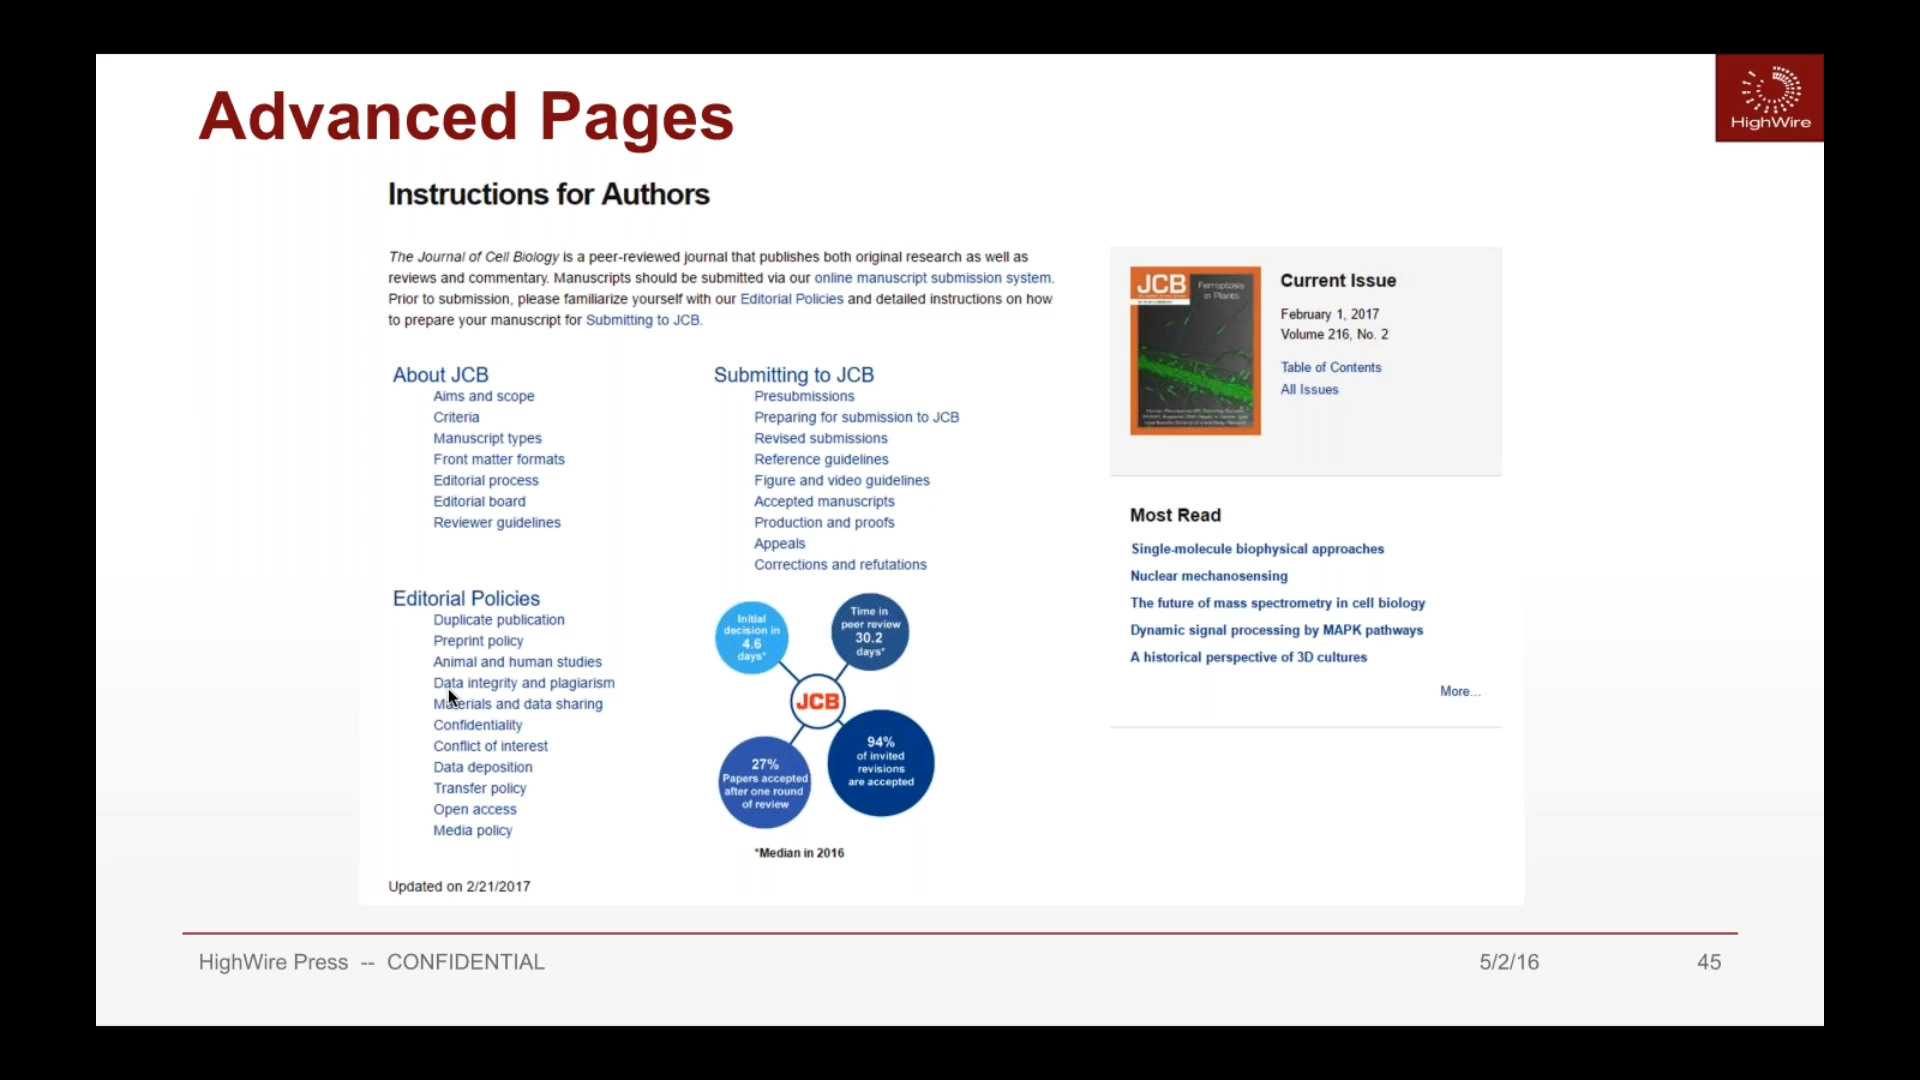 Advanced Pages
HighWire
Instructions for Authors
The Journal of Cell Biology is a peer-reviewed journal that publishes both original research as well as
reviews and commentary. Manuscripts should be submitted via our online manuscript submission system.
Prior to submission, please familiarize yourself with our Editorial Policies and detailed instructions on how
to prepare your manuscript for Submitting to JCB.
About JCB
Aims and scope
Criteria
Manuscript types
Front matter formats
Editorial process
Editorial board
Reviewer guidelines
Submitting to JCB
Presubmissions
Preparing for submission to JCB
Revised submissions
Reference guidelines
Figure and video guidelines
Accepted manuscripts
Production and proofs
Appeals
Corrections and refutations
Editorial Policies
Duplicate publication
Preprint policy
Animal and human studies
Data integrity and plagiarism
Materials and data sharing
Confidentiality
Conflict of interest
Data deposition
Transfer policy
Open access
Media policy
Initial
decision in
4.6
days*
Time in
peer review
30.2
days*
JCB
27%
Papers accepted
after one round
of review
94%
of invited
revisions
are accepted
*Median in 2016
Updated on 2/21/2017
JCB
Ferroptosis
in Plants
Current Issue
February 1, 2017
Volume 216, No. 2
Table of Contents
All Issues
Most Read
Single-molecule biophysical approaches
Nuclear mechanosensing
The future of mass spectrometry in cell biology
Dynamic signal processing by MAPK pathways
A historical perspective of 3D cultures
More...
HighWire Press -- CONFIDENTIAL
5/2/16
45